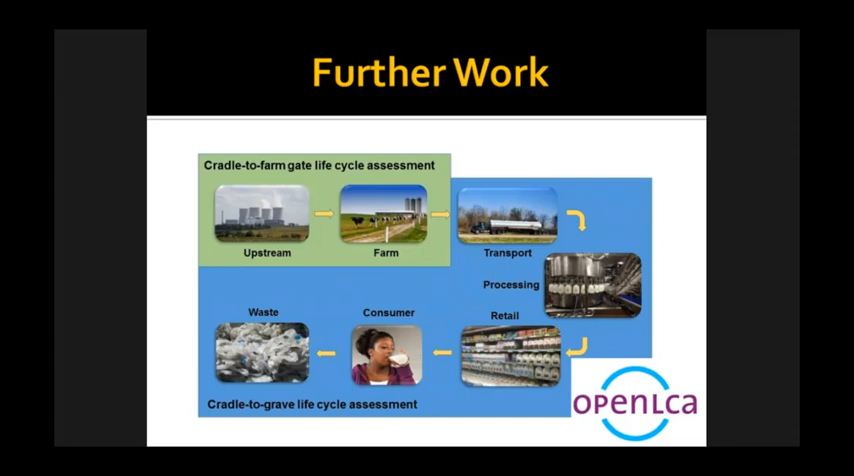 Further Work
Cradle-to-farm gate life cycle assessment
Upstream
Farm
Transport
Processing
Retail
Consumer
Waste
Cradle-to-grave life cycle assessment
openLca